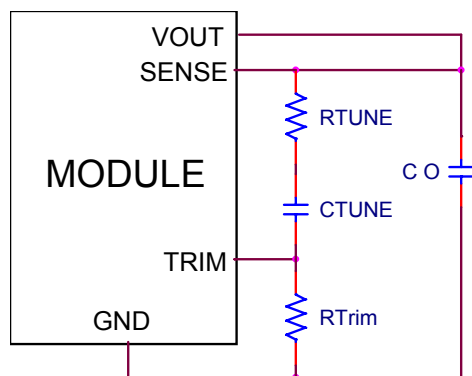 VOUT
SENSE
RTUNE
MODULE
C O
CTUNE
TRIM
GND
RTrim